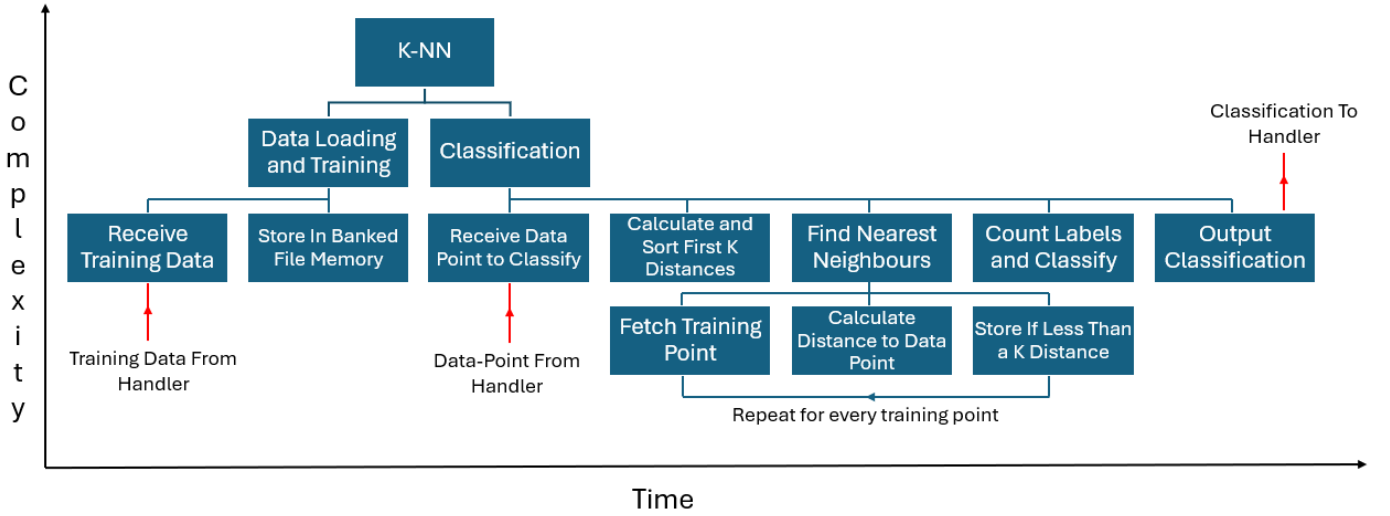 K-NN
Complexity
Data Loading
and Training
Classification
Classification To
Handler
Receive
Training Data
Store In Banked
File Memory
Receive Data
Point to Classify
Calculate and
Sort First K
Distances
Find Nearest
Neighbours
Count Labels
and Classify
Output
Classification
Fetch Training
Point
Calculate
Distance to Data
Point
Store If Less Than
a K Distance
Training Data From
Handler
Data-Point From
Handler
Repeat for every training point
Time